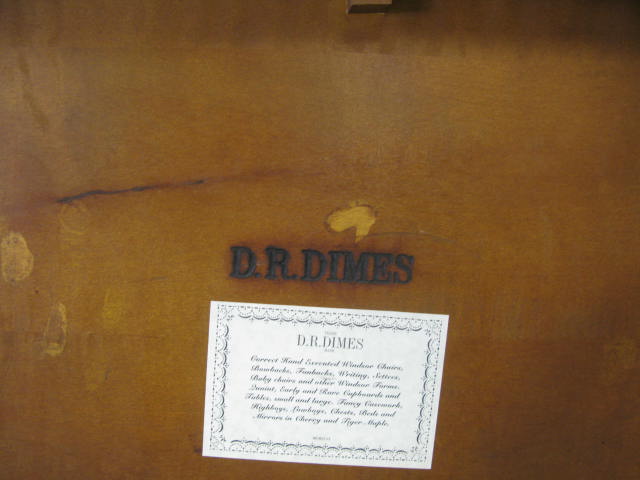 D.R.DIMES
D.R.DIMES
Correct Hand Executed Windsor Chairs,
Bowbacks, Fanbacks, Writing, Settees,
Baby chairs and other Windsor Forms.
Quaint, Early and Rare Cupboards and
Tables, small and large. Fancy Casework,
Highboys, Lowboys, Chests, Beds and
Mirrors in Cherry and Tiger Maple.